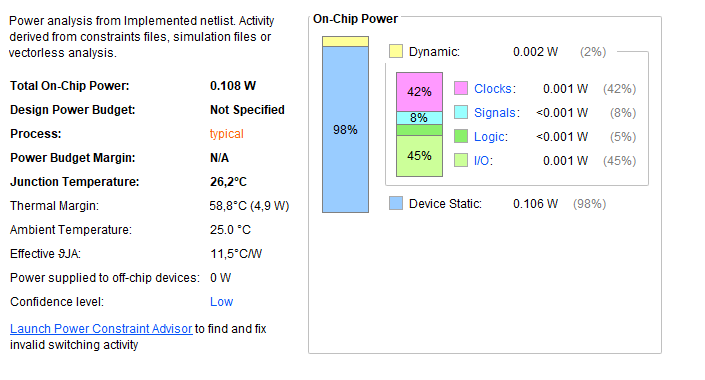 Power analysis from Implemented netlist. Activity
derived from constraints files, simulation files or
vectorless analysis.
Total On-Chip Power: 0.108 W
Design Power Budget: Not Specified
Process: typical
Power Budget Margin: N/A
Junction Temperature: 26,2°C
Thermal Margin: 58,8°C (4,9 W)
Ambient Temperature: 25.0 °C
Effective ϑJA: 11,5°C/W
Power supplied to off-chip devices: 0 W
Confidence level: Low
Launch Power Constraint Advisor to find and fix
invalid switching activity
On-Chip Power
98%
Dynamic: 0.002 W (2%)
42%
8%
45%
Clocks: 0.001 W (42%)
Signals: <0.001 W (8%)
Logic: <0.001 W (5%)
I/O: 0.001 W (45%)
Device Static: 0.106 W (98%)